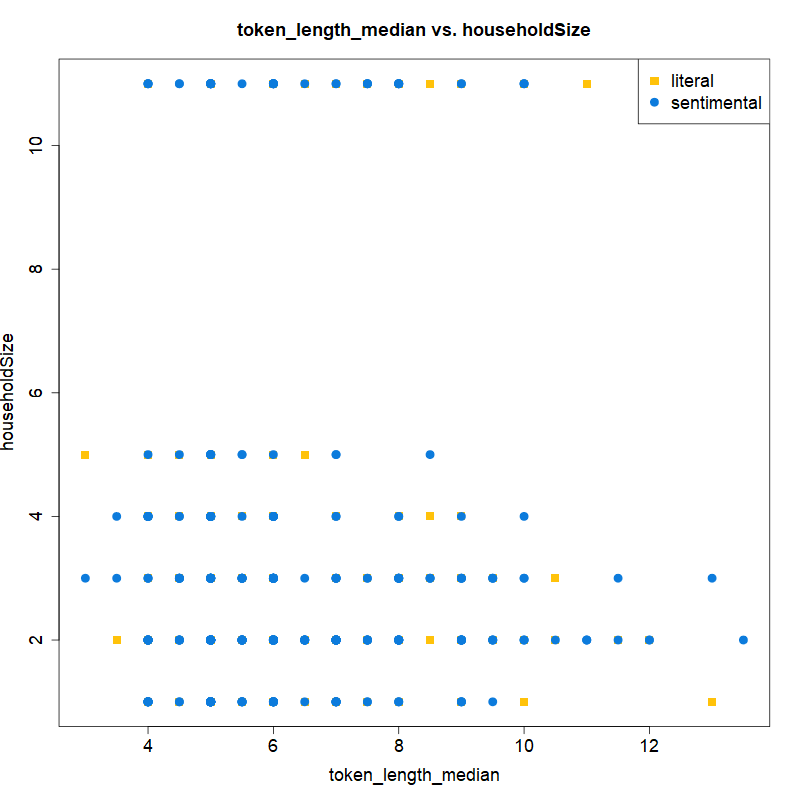 token_length_median vs. householdSize
literal
sentimental
10
8
6
4
2
householdSize
4 6 8 10 12
token_length_median